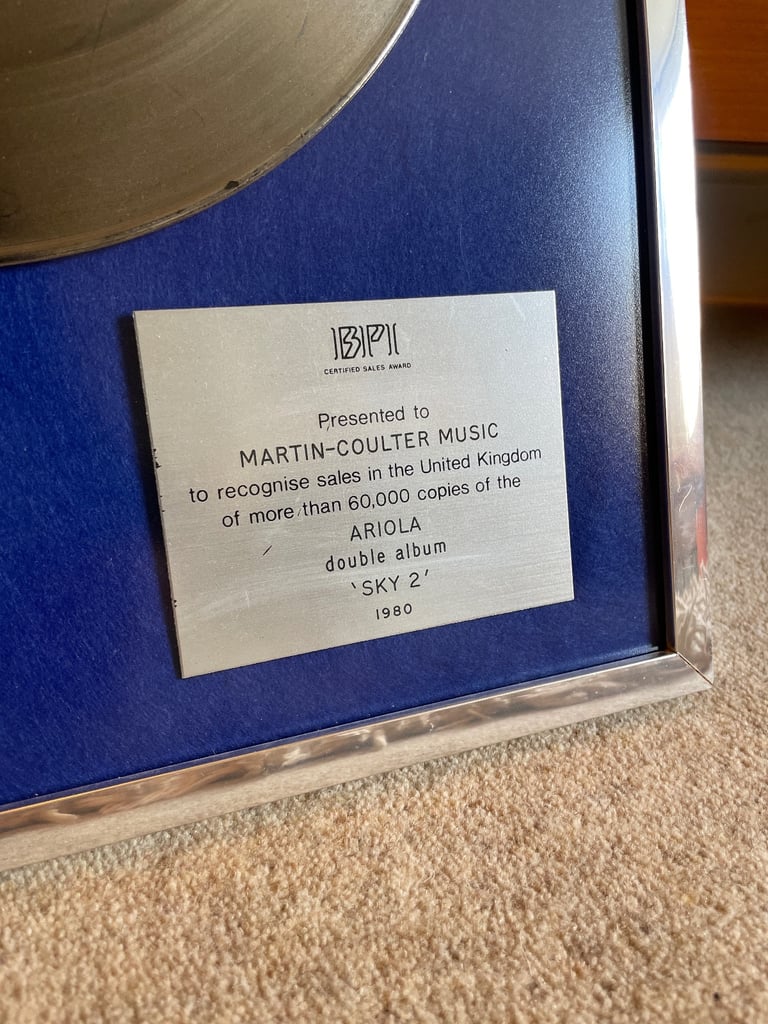 BPI
CERTIFIED SALES AWARD
Presented to
MARTIN-COULTER MUSIC
to recognise sales in the United Kingdom
of more than 60,000 copies of the
ARIOLA
double album
'SKY 2'
1980